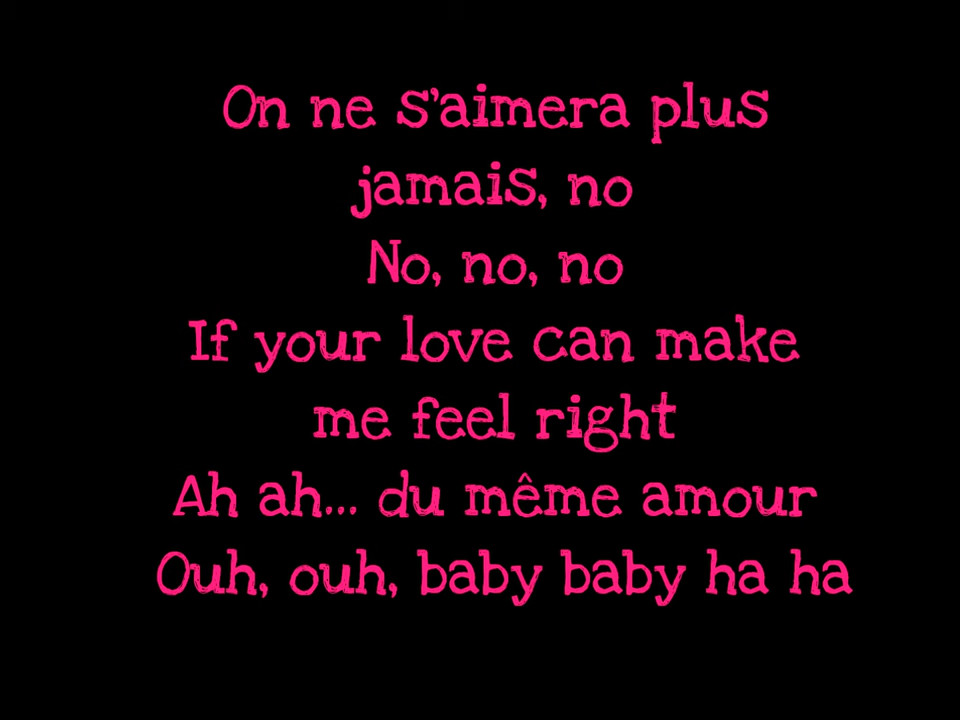 On ne s'aimera plus
jamais, no
No, no, no
If your love can make
me feel right
Ah ah... du même amour
Ouh, ouh, baby baby ha ha